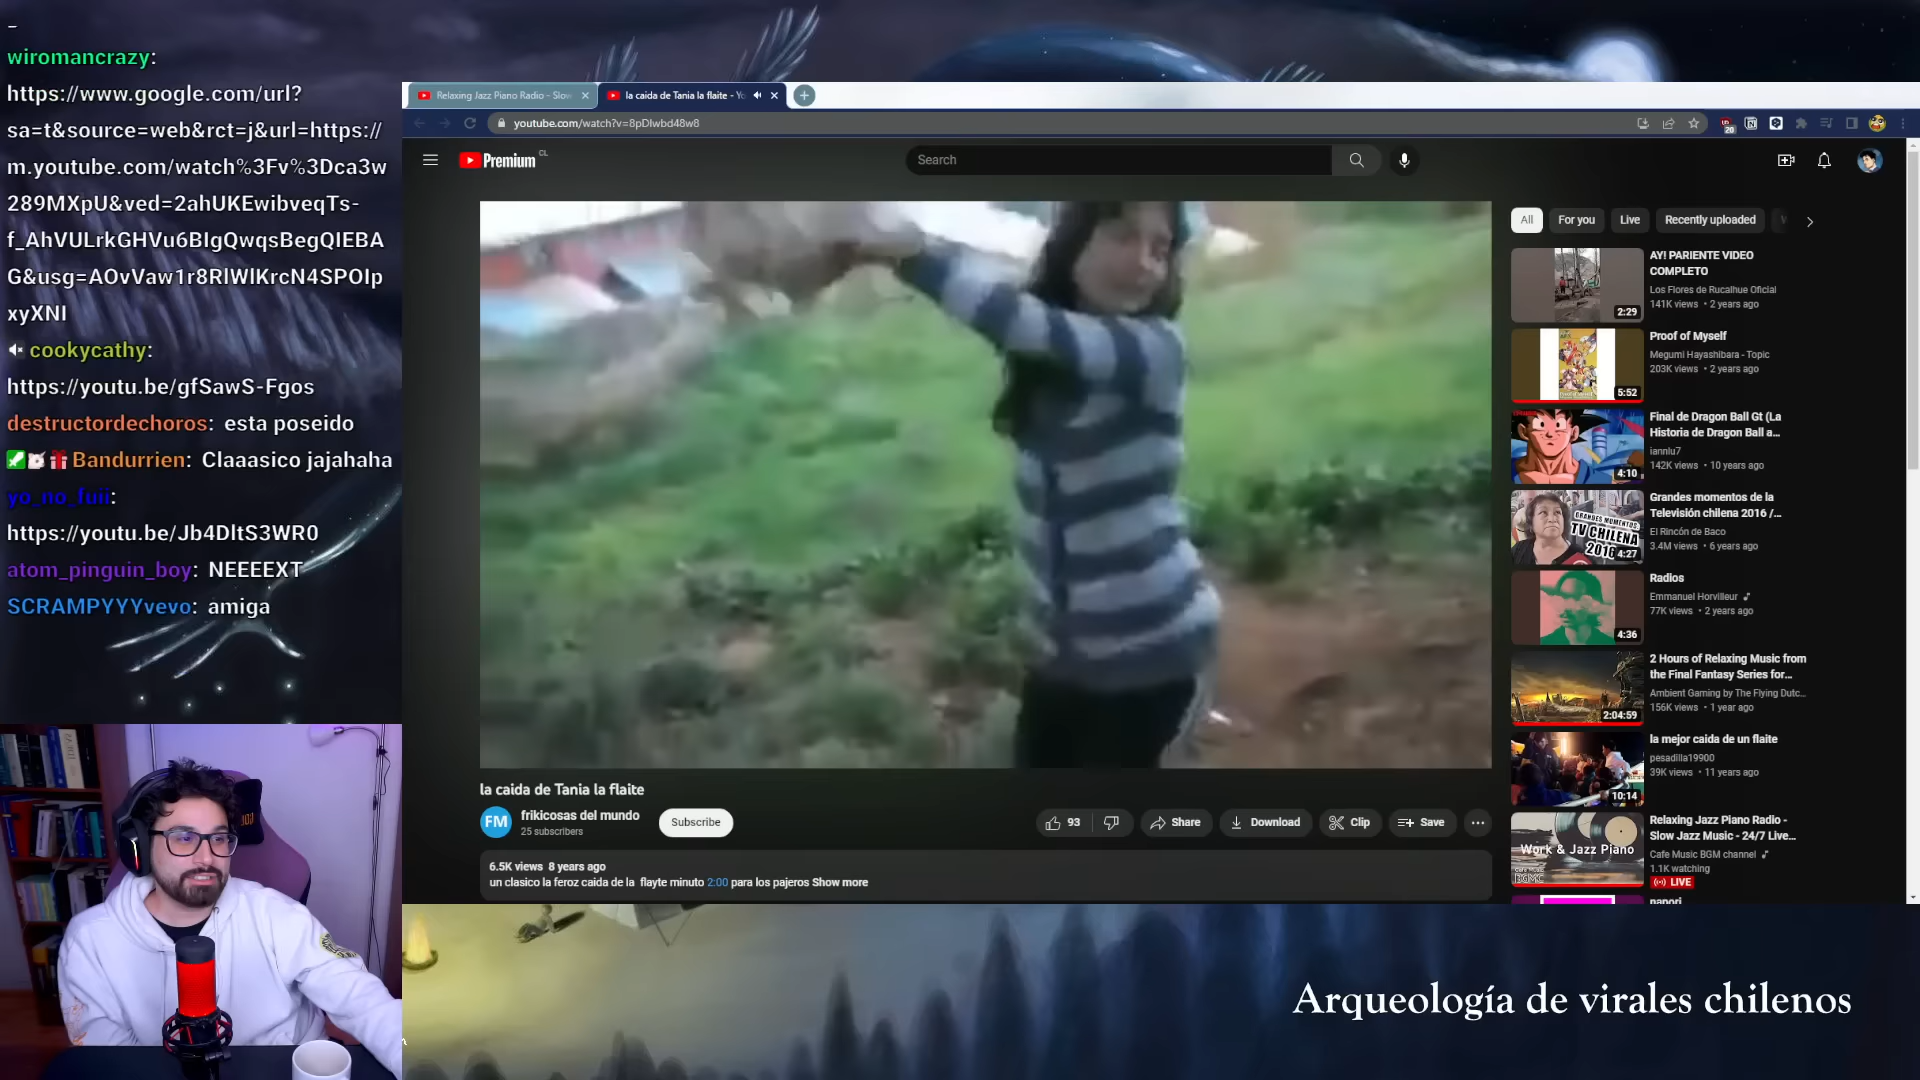 wiromancrazy:
https://www.google.com/url?
sa=t&source=web&rct=j&url=https://
m.youtube.com/watch%3Fv%3Dca3w
289MXpU&ved=2ahUKEwibveqTs-
f_AhVULrkGHVu6BIgQwqsBegQIEBA
G&usg=AOvVaw1r8RlWlKrcN4SPOIp
xyXNI
cookycathy:
https://youtu.be/gfSawS-Fgos
destructordechoros: esta poseido
Bandurrien: Claaasico jajahaha
yo_no_fuii:
https://youtu.be/Jb4DltS3WR0
atom_pinguin_boy: NEEEEXT
SCRAMPYYYvevo: amiga
Relaxing Jazz Piano Radio - Slow
la caida de Tania la flaite - Yo
youtube.com/watch?v=8pDlwbd48w8
20
Premium CL
Search
All
For you
Live
Recently uploaded
AY! PARIENTE VIDEO
COMPLETO
Los Flores de Rucalhue Oficial
141K views • 2 years ago
2:29
Proof of Myself
Megumi Hayashibara - Topic
203K views • 2 years ago
5:52
Final de Dragon Ball Gt (La
Historia de Dragon Ball a...
iannlu7
142K views • 10 years ago
4:10
Grandes momentos de la
Televisión chilena 2016 /...
El Rincón de Baco
3.4M views • 6 years ago
GRANDES MOMENTOS
TV CHILENA
2016
4:27
Radios
Emmanuel Horvilleur
77K views • 2 years ago
4:36
2 Hours of Relaxing Music from
the Final Fantasy Series for...
Ambient Gaming by The Flying Dutc...
156K views • 1 year ago
2:04:59
la mejor caida de un flaite
pesadilla19900
39K views • 11 years ago
10:14
Relaxing Jazz Piano Radio -
Slow Jazz Music - 24/7 Live...
Cafe Music BGM channel
1.1K watching
LIVE
Work & Jazz Piano
BGMC
napori
la caida de Tania la flaite
FM
frikicosas del mundo
25 subscribers
Subscribe
93
Share
Download
Clip
Save
6.5K views 8 years ago
un clasico la feroz caida de la flayte minuto 2:00 para los pajeros Show more
Arqueología de virales chilenos